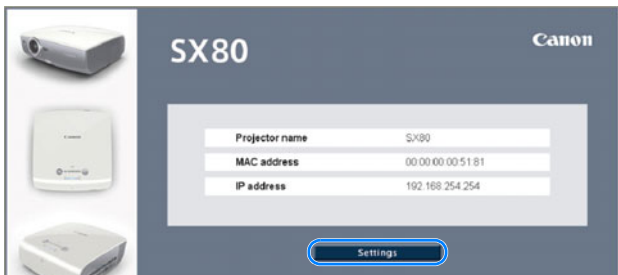 SX80
Canon
Projector name SX80
MAC address 00:00:00:00:51:81
IP address 192.168.254.254
Settings